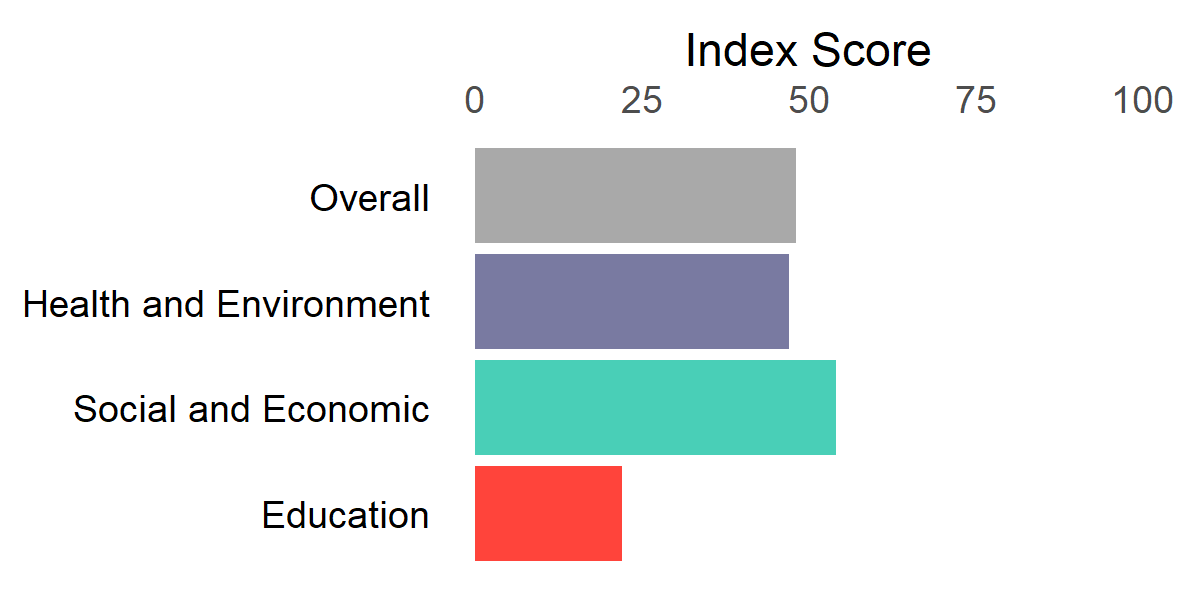 Index Score
0 25 50 75 100
Overall
Health and Environment
Social and Economic
Education